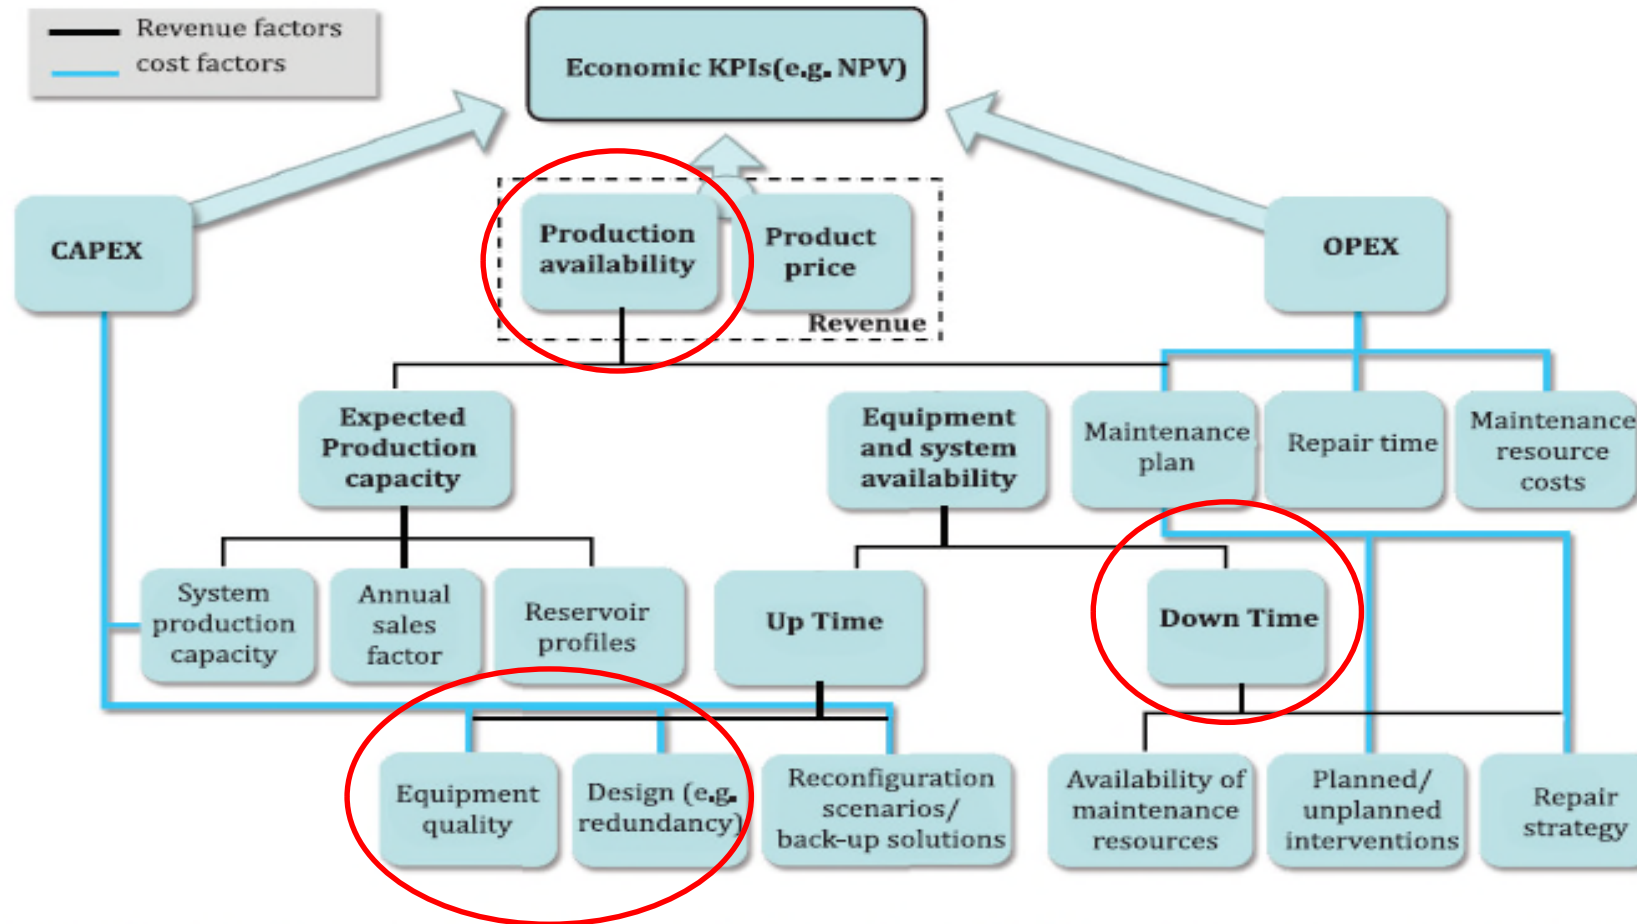 Revenue factors
cost factors
Economic KPIs(e.g. NPV)
CAPEX
Production
availability
Product
price
Revenue
OPEX
Expected
Production
capacity
Equipment
and system
availability
Maintenance
plan
Repair time
Maintenance
resource
costs
System
production
capacity
Annual
sales
factor
Reservoir
profiles
Up Time
Down Time
Equipment
quality
Design (e.g.
redundancy)
Reconfiguration
scenarios/
back-up solutions
Availability of
maintenance
resources
Planned/
unplanned
interventions
Repair
strategy